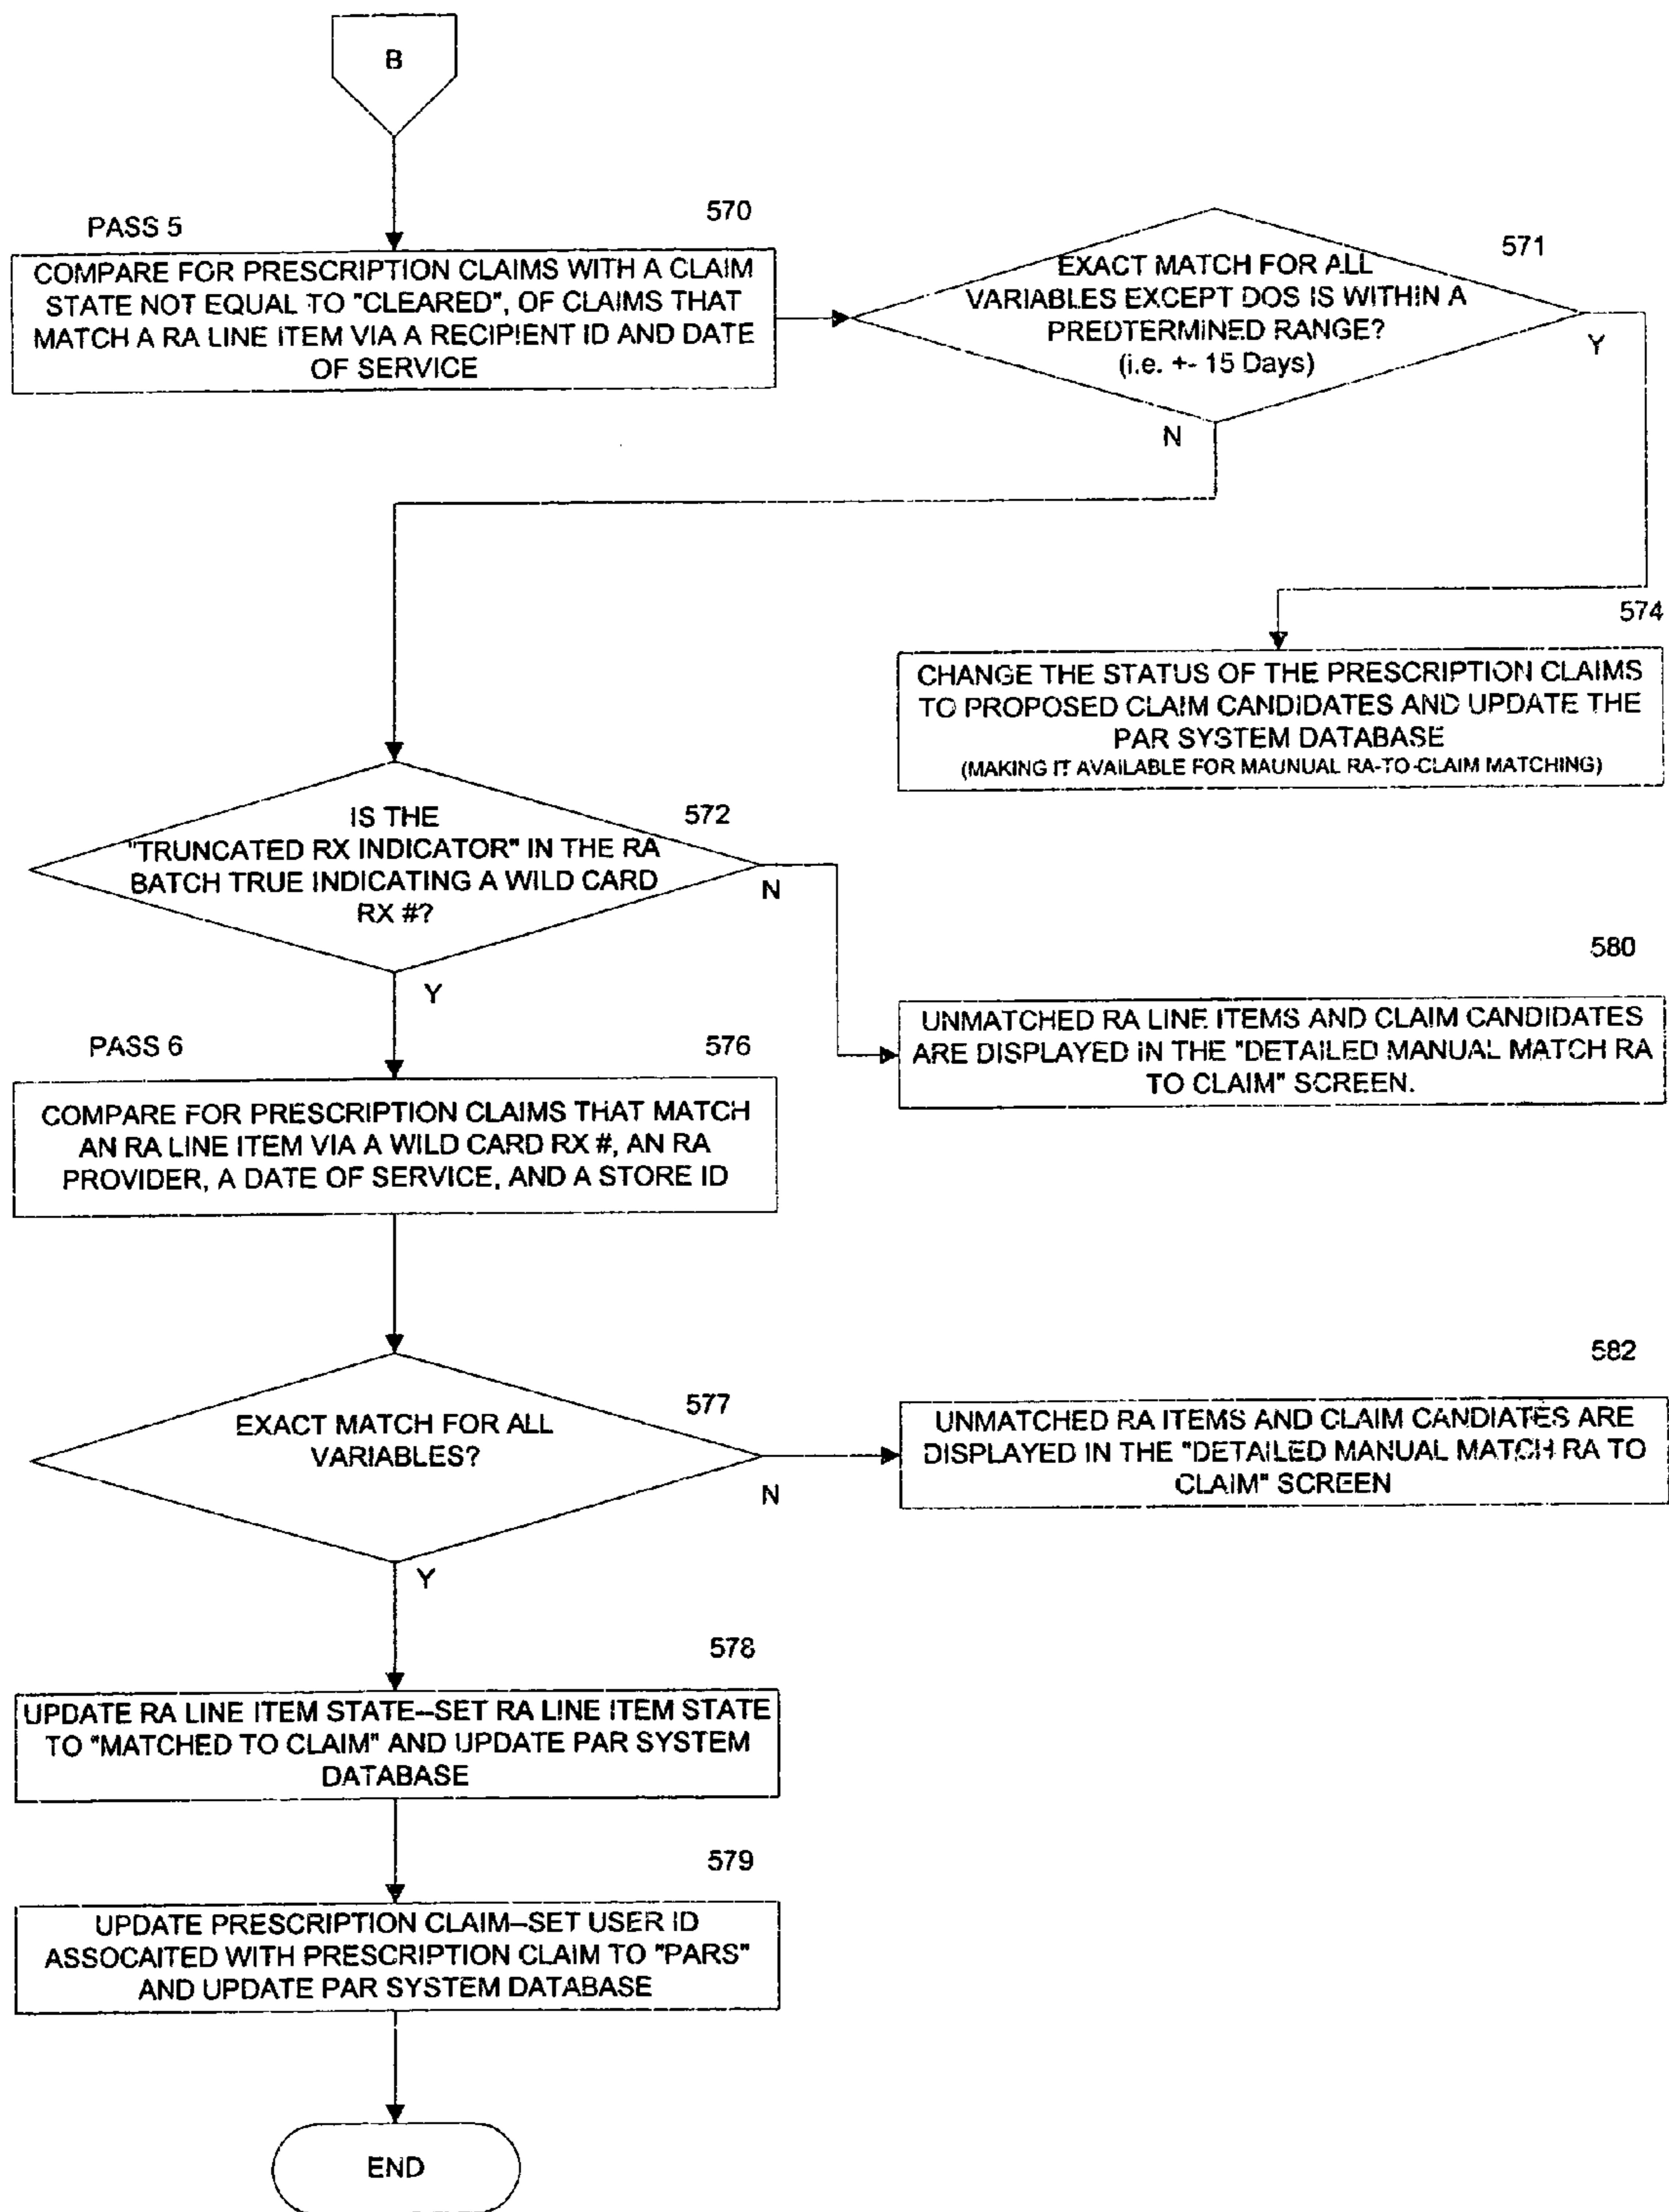 B
PASS 5
570
COMPARE FOR PRESCRIPTION CLAIMS WITH A CLAIM
STATE NOT EQUAL TO "CLEARED", OF CLAIMS THAT
MATCH A RA LINE ITEM VIA A RECIPIENT ID AND DATE
OF SERVICE
571
EXACT MATCH FOR ALL
VARIABLES EXCEPT DOS IS WITHIN A
PREDTERMINED RANGE?
(i.e. +- 15 Days)
Y
N
574
CHANGE THE STATUS OF THE PRESCRIPTION CLAIMS
TO PROPOSED CLAIM CANDIDATES AND UPDATE THE
PAR SYSTEM DATABASE
(MAKING IT AVAILABLE FOR MAUNUAL RA-TO-CLAIM MATCHING)
572
IS THE
"TRUNCATED RX INDICATOR" IN THE RA
BATCH TRUE INDICATING A WILD CARD
RX #?
N
Y
580
UNMATCHED RA LINE ITEMS AND CLAIM CANDIDATES
ARE DISPLAYED IN THE "DETAILED MANUAL MATCH RA
TO CLAIM" SCREEN.
PASS 6
576
COMPARE FOR PRESCRIPTION CLAIMS THAT MATCH
AN RA LINE ITEM VIA A WILD CARD RX #, AN RA
PROVIDER, A DATE OF SERVICE, AND A STORE ID
577
EXACT MATCH FOR ALL
VARIABLES?
N
Y
582
UNMATCHED RA ITEMS AND CLAIM CANDIATES ARE
DISPLAYED IN THE "DETAILED MANUAL MATCH RA TO
CLAIM" SCREEN
578
UPDATE RA LINE ITEM STATE--SET RA LINE ITEM STATE
TO "MATCHED TO CLAIM" AND UPDATE PAR SYSTEM
DATABASE
579
UPDATE PRESCRIPTION CLAIM--SET USER ID
ASSOCAITED WITH PRESCRIPTION CLAIM TO "PARS"
AND UPDATE PAR SYSTEM DATABASE
END